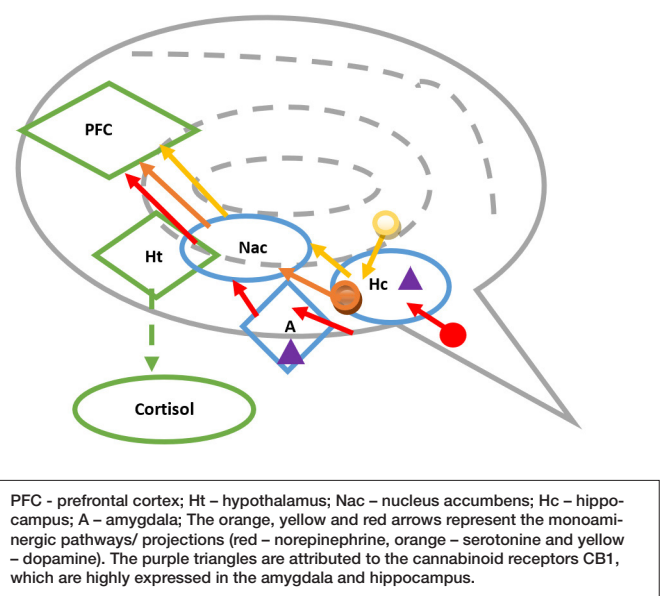 PFC
Ht
Nac
Hc
A
Cortisol
PFC - prefrontal cortex; Ht – hypothalamus; Nac – nucleus accumbens; Hc – hippo-
campus; A – amygdala; The orange, yellow and red arrows represent the monoami-
nergic pathways/ projections (red – norepinephrine, orange – serotonine and yellow
– dopamine). The purple triangles are attributed to the cannabinoid receptors CB1,
which are highly expressed in the amygdala and hippocampus.